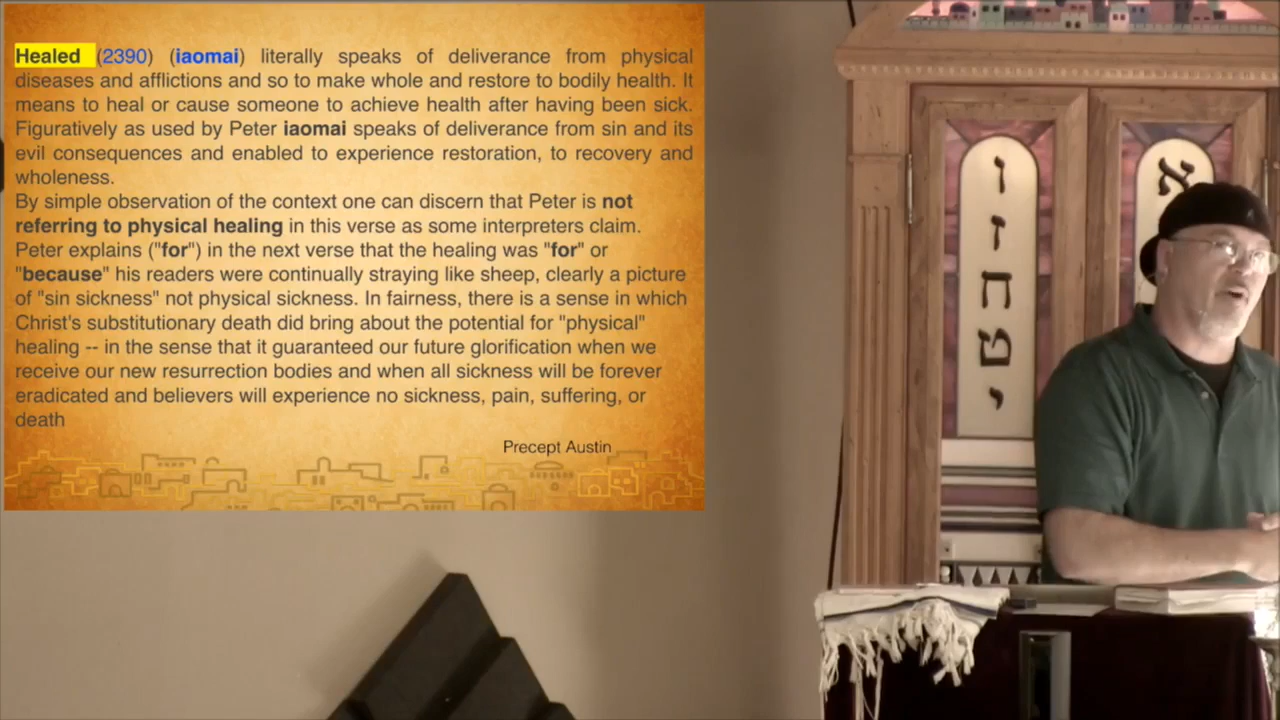 Healed (2390) (iaomai) literally speaks of deliverance from physical
diseases and afflictions and so to make whole and restore to bodily health. It
means to heal or cause someone to achieve health after having been sick.
Figuratively as used by Peter iaomai speaks of deliverance from sin and its
evil consequences and enabled to experience restoration, to recovery and
wholeness.
By simple observation of the context one can discern that Peter is not
referring to physical healing in this verse as some interpreters claim.
Peter explains ("for") in the next verse that the healing was "for" or
"because" his readers were continually straying like sheep, clearly a picture
of "sin sickness" not physical sickness. In fairness, there is a sense in which
Christ's substitutionary death did bring about the potential for "physical"
healing -- in the sense that it guaranteed our future glorification when we
receive our new resurrection bodies and when all sickness will be forever
eradicated and believers will experience no sickness, pain, suffering, or
death
Precept Austin
ו
ז
ח
ט
י
א